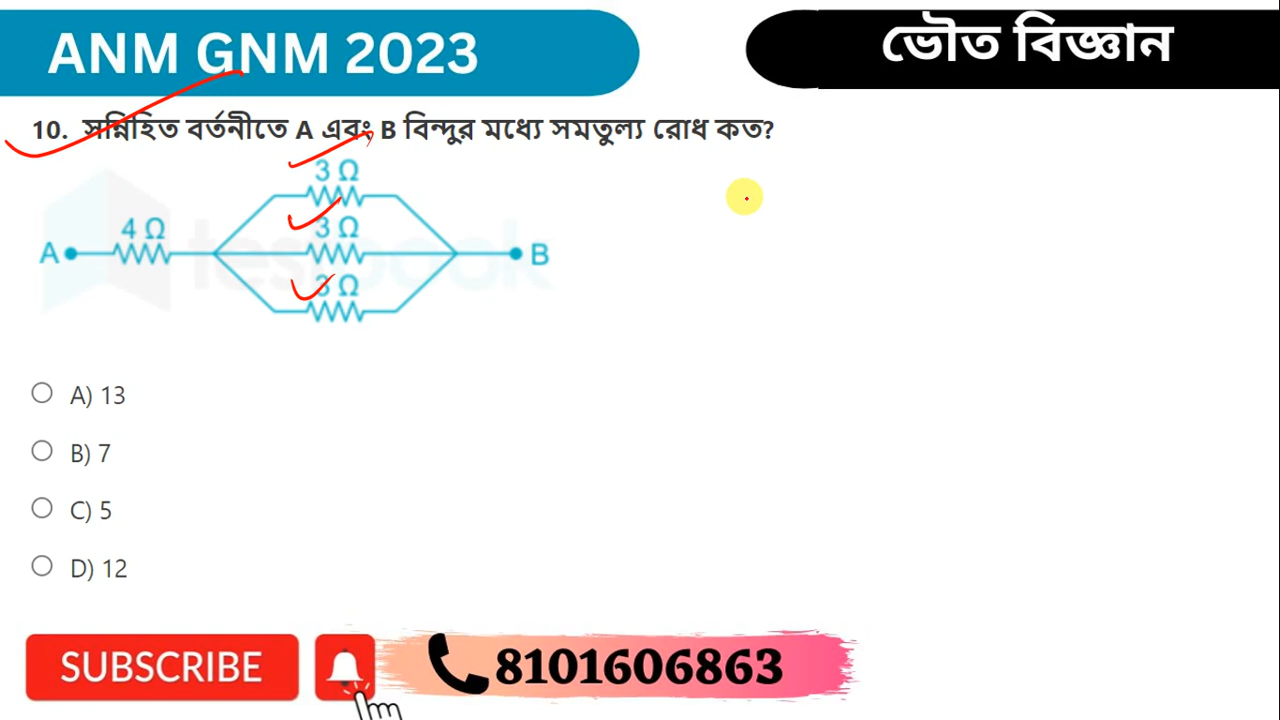 ANM GNM 2023
ভৌত বিজ্ঞান
10. সন্নিহিত বর্তনীতে A এবং B বিন্দুর মধ্যে সমতুল্য রোধ কত?
3 Ω
4 Ω
3 Ω
A
B
3 Ω
testbook
A) 13
B) 7
C) 5
D) 12
SUBSCRIBE
8101606863